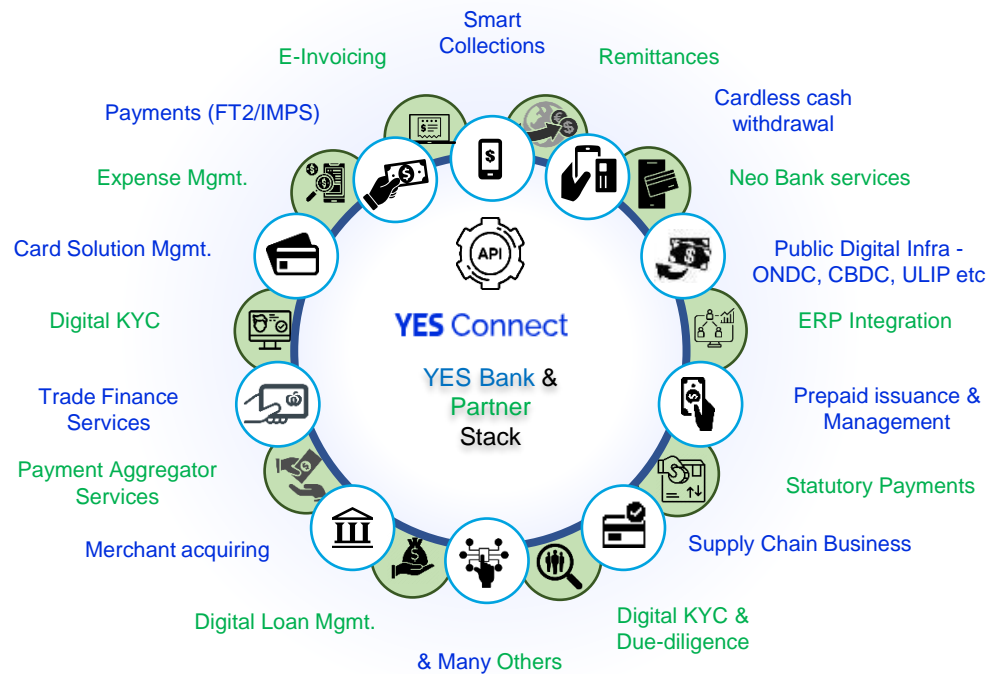 Smart
Collections
E-Invoicing
Remittances
Payments (FT2/IMPS)
Cardless cash
withdrawal
Expense Mgmt.
Neo Bank services
Card Solution Mgmt.
Public Digital Infra -
ONDC, CBDC, ULIP etc
API
Digital KYC
YES Connect
ERP Integration
YES Bank &
Partner
Stack
Trade Finance
Services
Prepaid issuance &
Management
Payment Aggregator
Services
Statutory Payments
Merchant acquiring
Supply Chain Business
Digital Loan Mgmt.
Digital KYC &
Due-diligence
& Many Others